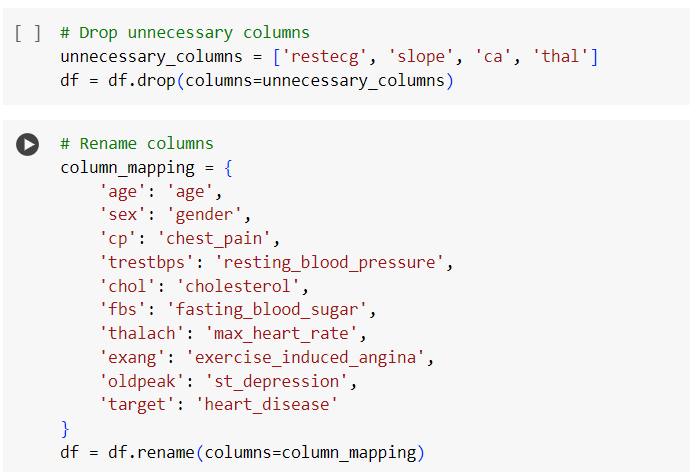 [ ] # Drop unnecessary columns
unnecessary_columns = ['restecg', 'slope', 'ca', 'thal']
df = df.drop(columns=unnecessary_columns)
# Rename columns
column_mapping = {
    'age': 'age',
    'sex': 'gender',
    'cp': 'chest_pain',
    'trestbps': 'resting_blood_pressure',
    'chol': 'cholesterol',
    'fbs': 'fasting_blood_sugar',
    'thalach': 'max_heart_rate',
    'exang': 'exercise_induced_angina',
    'oldpeak': 'st_depression',
    'target': 'heart_disease'
}
df = df.rename(columns=column_mapping)